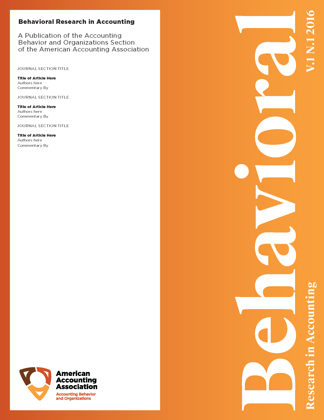 Behavioral Research in Accounting
A Publication of the Accounting
Behavior and Organizations Section
of the American Accounting Association
JOURNAL SECTION TITLE
Title of Article Here
Authors here
Commentary By
JOURNAL SECTION TITLE
Title of Article Here
Authors here
Commentary By
JOURNAL SECTION TITLE
Title of Article Here
Authors here
Commentary By
American
Accounting
Association
Accounting Behavior
and Organizations
Behavioral
Research in Accounting
V.1 N.1 2016